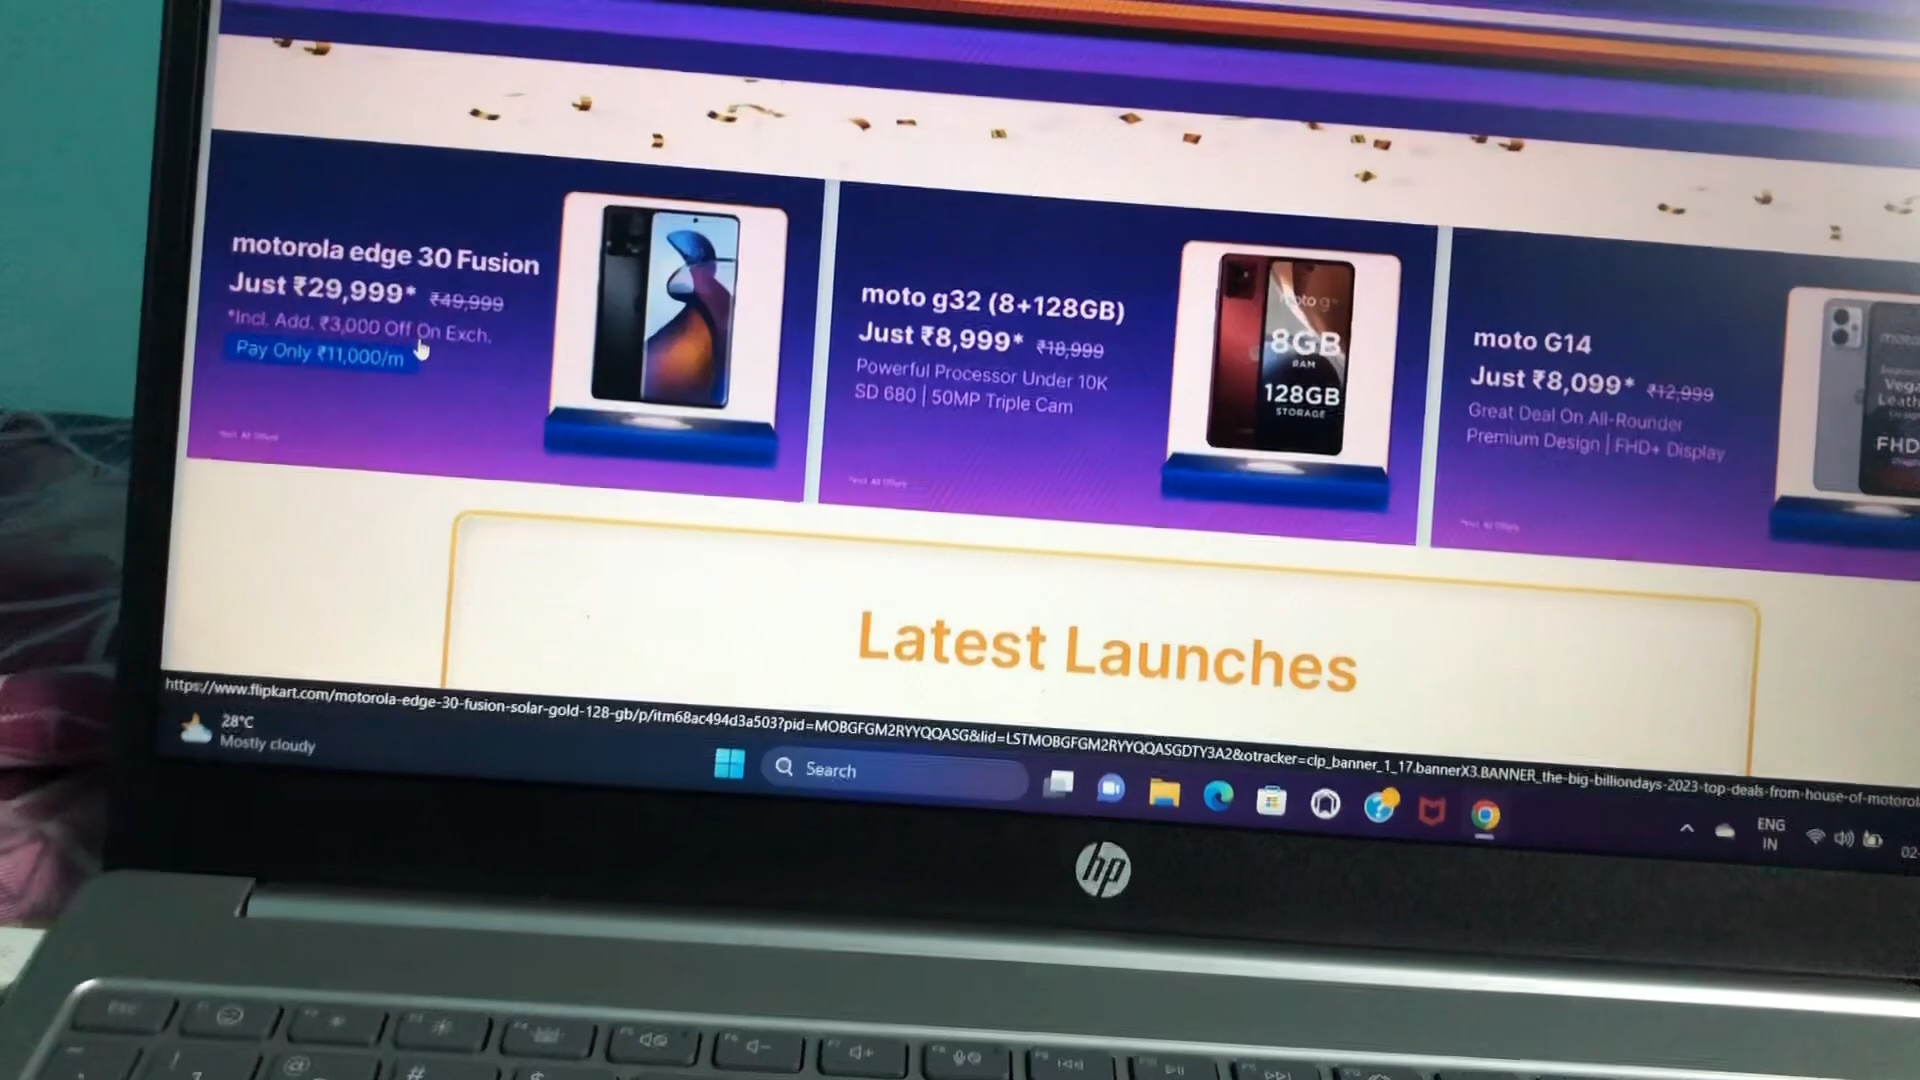 motorola edge 30 Fusion
Just ₹29,999* ₹49,999
*Incl. Add. ₹3,000 Off On Exch.
Pay Only ₹11,000/m
moto g32 (8+128GB)
Just ₹8,999* ₹18,999
Powerful Processor Under 10K
SD 680 | 50MP Triple Cam
moto g
8GB
RAM
128GB
STORAGE
moto G14
Just ₹8,099* ₹12,999
Great Deal On All-Rounder
Premium Design | FHD+ Display
FHD
Latest Launches
https://www.flipkart.com/motorola-edge-30-fusion-solar-gold-128-gb/p/itm68ac494d3a503?pid=MOBGFGM2RYYQQASG&lid=LSTMOBGFGM2RYYQQASGDTY3A2&otracker=clp_banner_1_17.bannerX3.BANNER_the-big-billiondays-2023-top-deals-from-house-of-motorol
28°C
Mostly cloudy
Search
ENG
IN
02-
hp